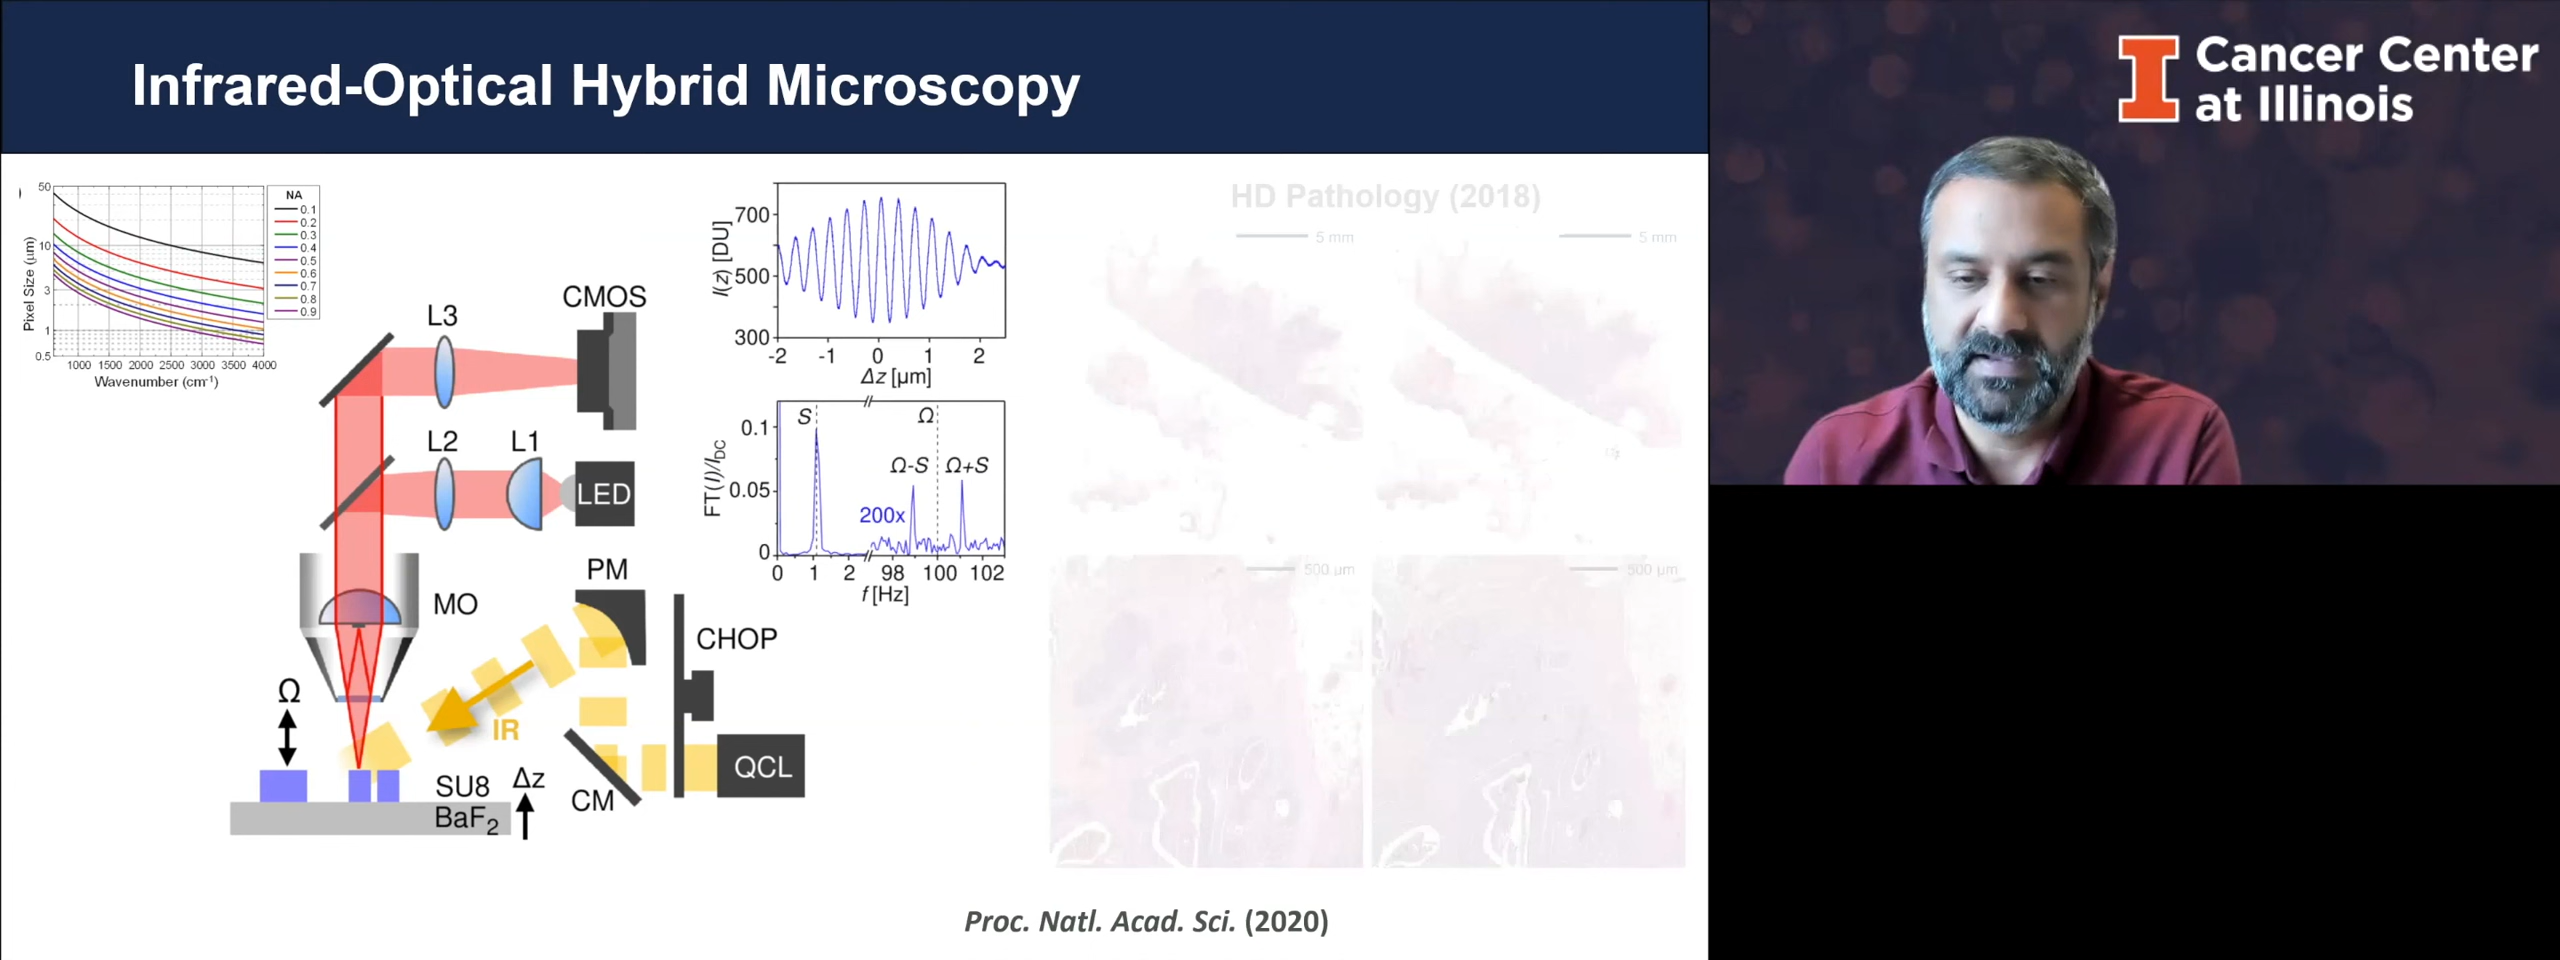 Infrared-Optical Hybrid Microscopy
Cancer Center
at Illinois
50
10
3
1
0.5
Pixel Size (µm)
1000 1500 2000 2500 3000 3500 4000
Wavenumber (cm⁻¹)
NA
0.1
0.2
0.3
0.4
0.5
0.6
0.7
0.8
0.9
L3
CMOS
L2
L1
LED
MO
PM
CHOP
IR
QCL
CM
Ω
SU8
Δz
BaF₂
700
500
300
I(z) [DU]
-2 -1 0 1 2
Δz [µm]
S
Ω
0.1
Ω-S
Ω+S
0.05
200x
0
FT(I)/I_DC
0 1 2 98 100 102
f [Hz]
HD Pathology (2018)
5 mm
5 mm
500 µm
500 µm
Proc. Natl. Acad. Sci. (2020)